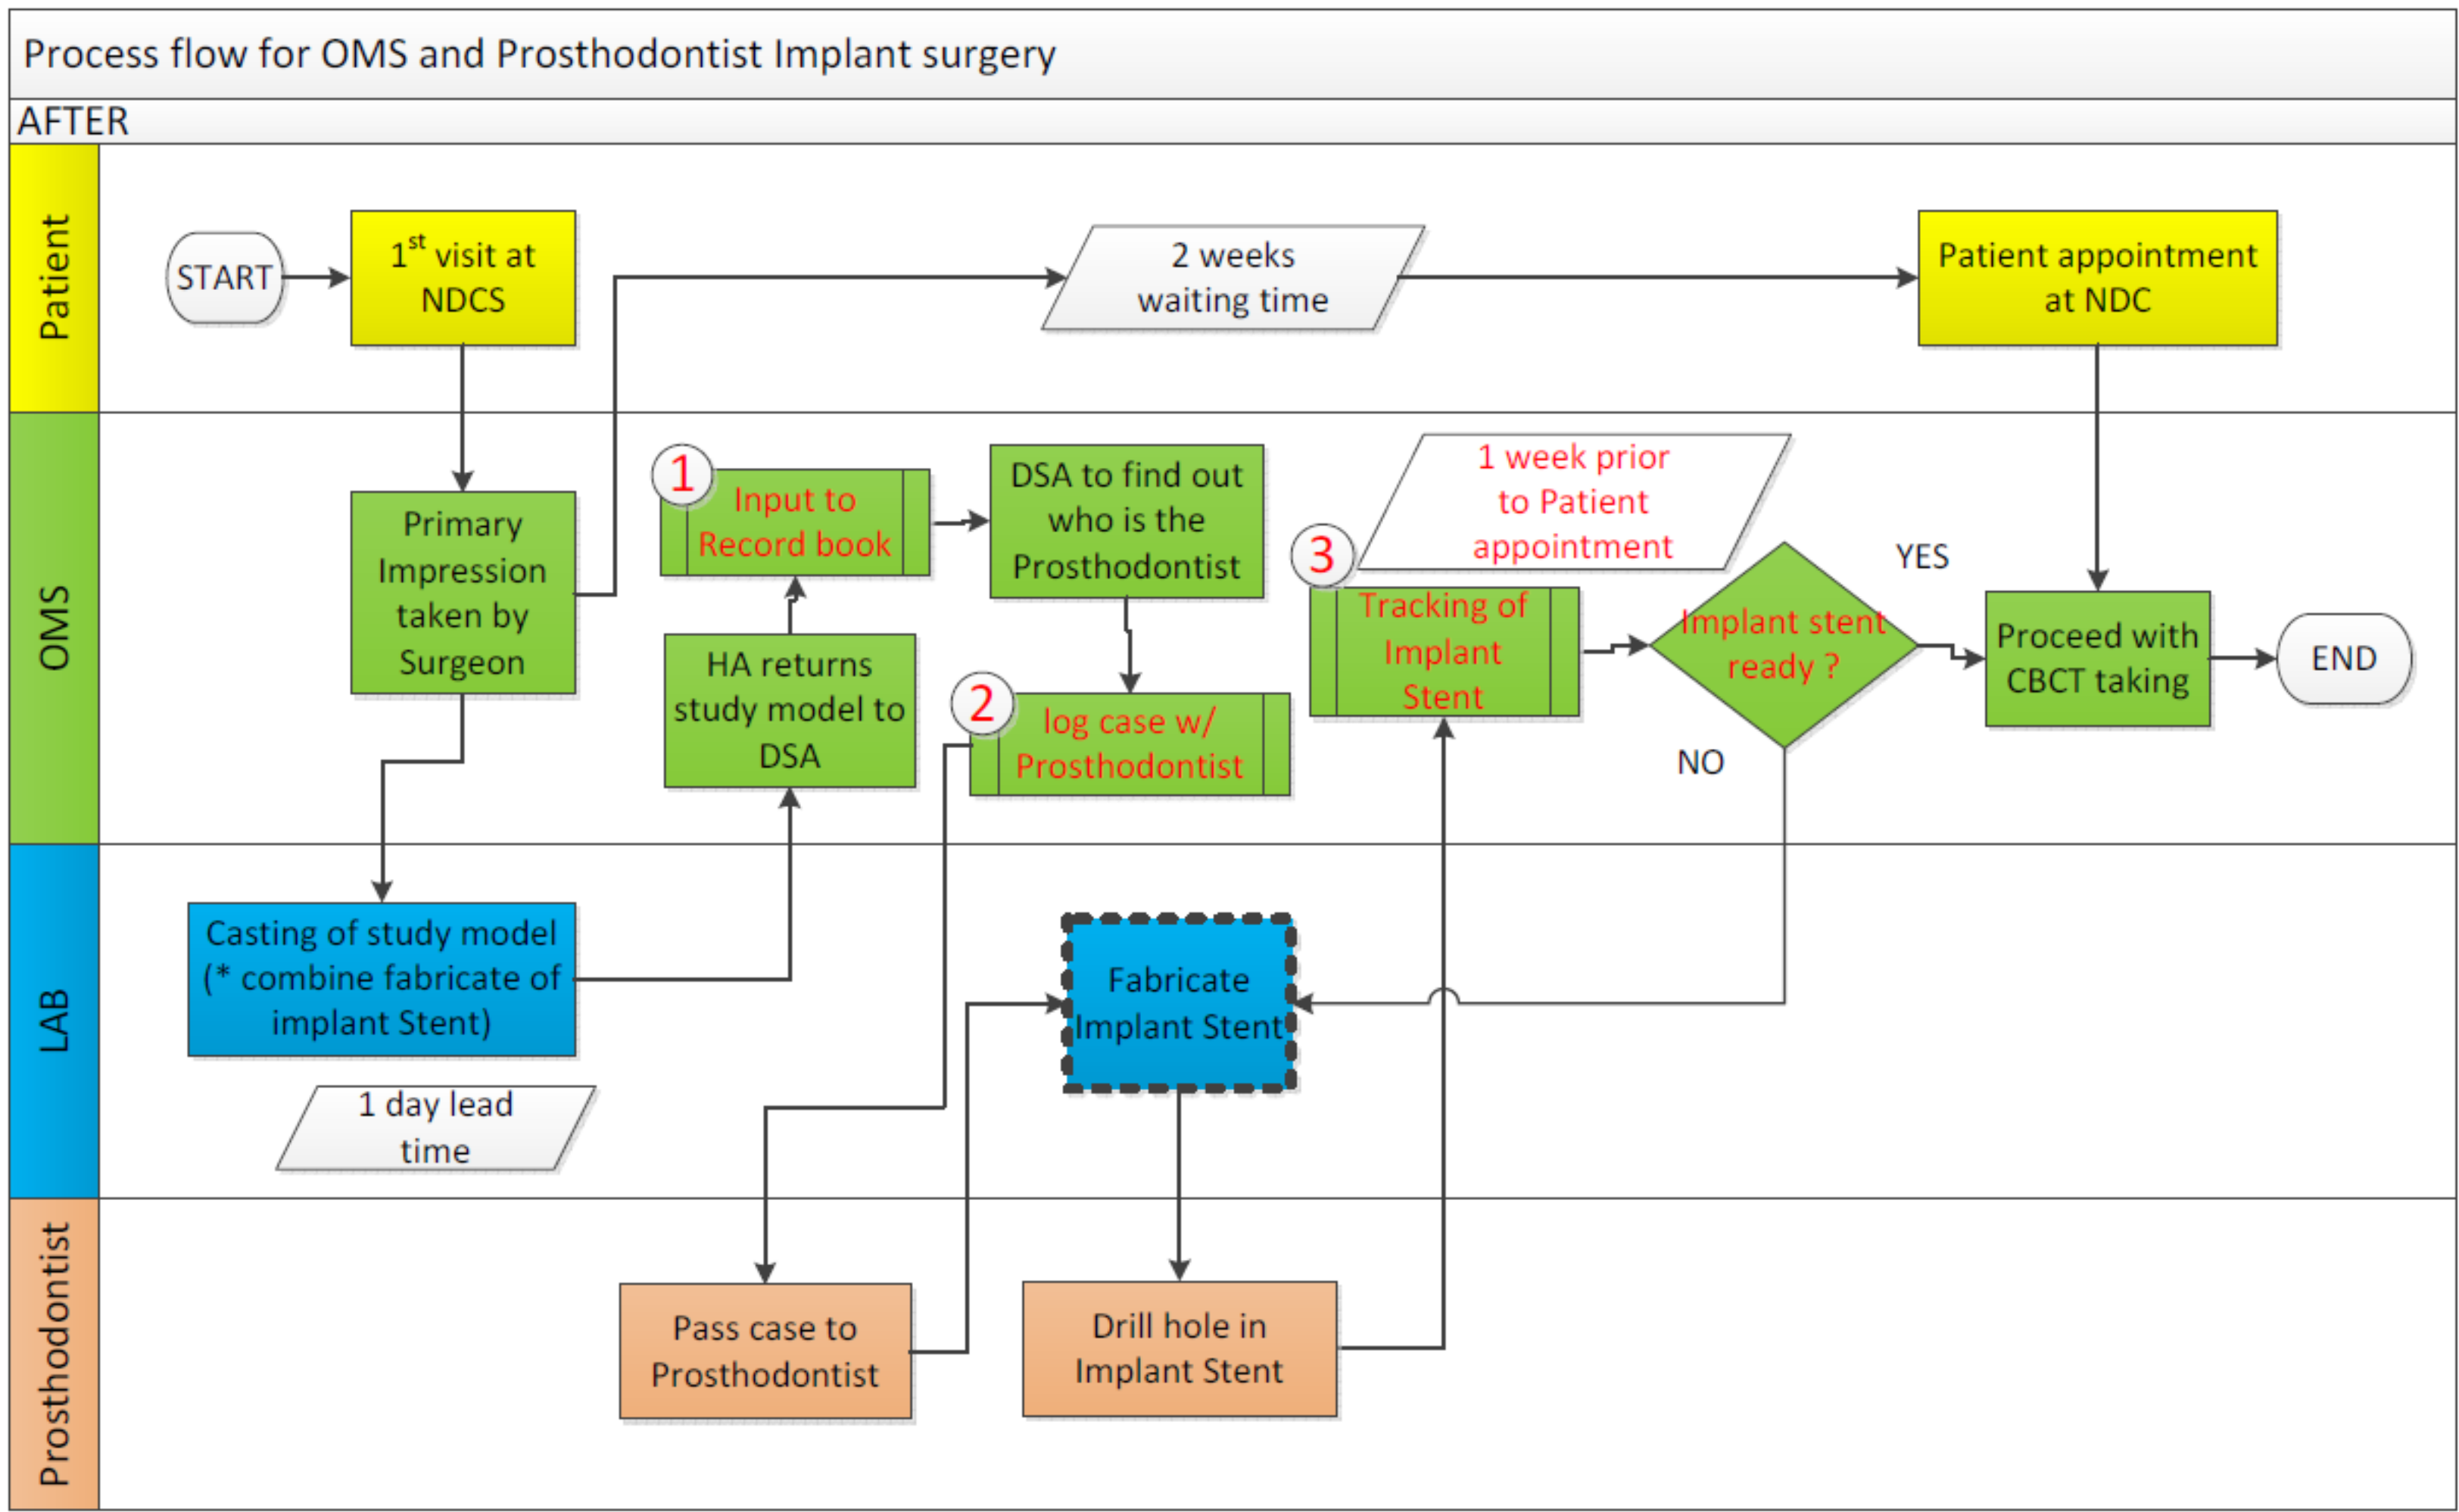 Process flow for OMS and Prosthodontist Implant surgery
AFTER
Patient
START
1st visit at
NDCS
2 weeks
waiting time
Patient appointment
at NDC
OMS
Primary
Impression
taken by
Surgeon
1
Input to
Record book
HA returns
study model to
DSA
DSA to find out
who is the
Prosthodontist
2
log case w/
Prosthodontist
1 week prior
to Patient
appointment
3
Tracking of
Implant
Stent
Implant stent
ready ?
YES
NO
Proceed with
CBCT taking
END
LAB
Casting of study model
(* combine fabricate of
implant Stent)
1 day lead
time
Fabricate
Implant Stent
Prosthodontist
Pass case to
Prosthodontist
Drill hole in
Implant Stent